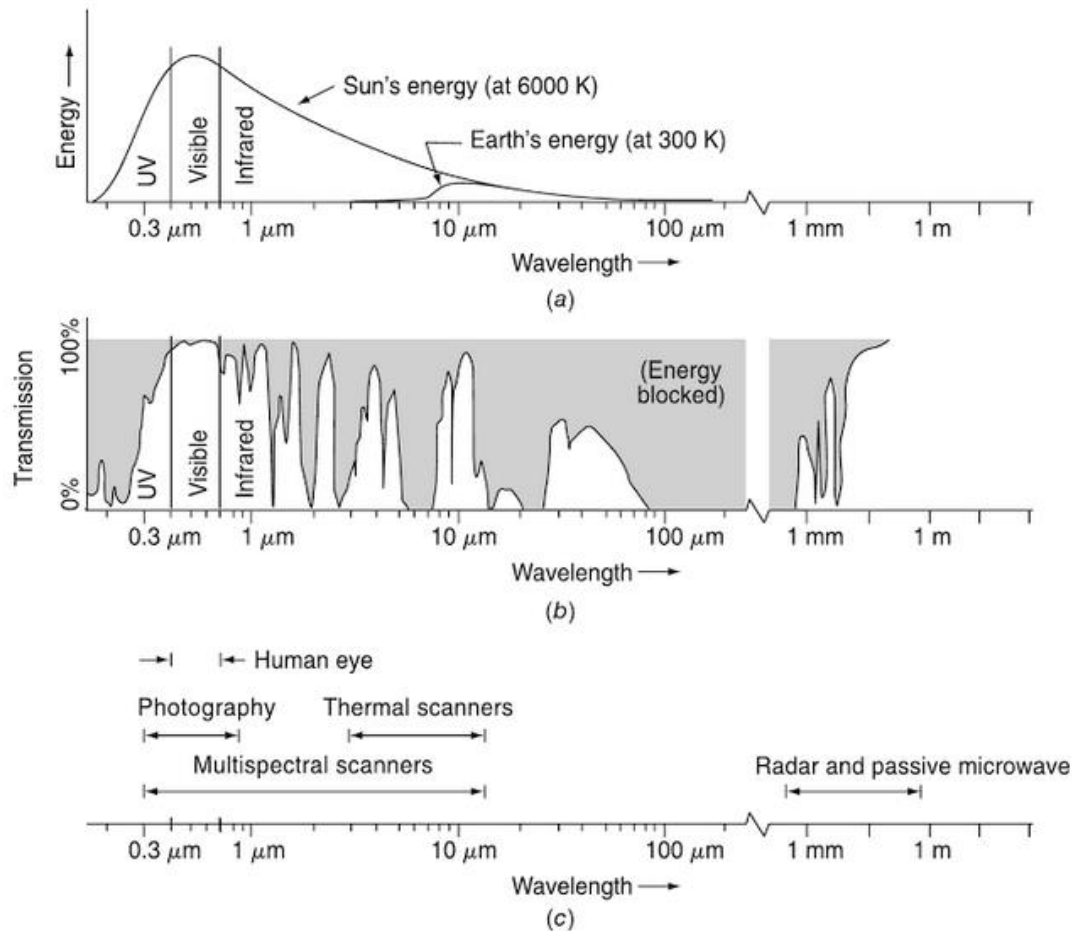 Energy
UV
Visible
Infrared
Sun's energy (at 6000 K)
Earth's energy (at 300 K)
0.3 μm 1 μm 10 μm 100 μm 1 mm 1 m
Wavelength
(a)
Transmission
100%
0%
UV
Visible
Infrared
(Energy
blocked)
0.3 μm 1 μm 10 μm 100 μm 1 mm 1 m
Wavelength
(b)
Human eye
Photography Thermal scanners
Multispectral scanners Radar and passive microwave
0.3 μm 1 μm 10 μm 100 μm 1 mm 1 m
Wavelength
(c)